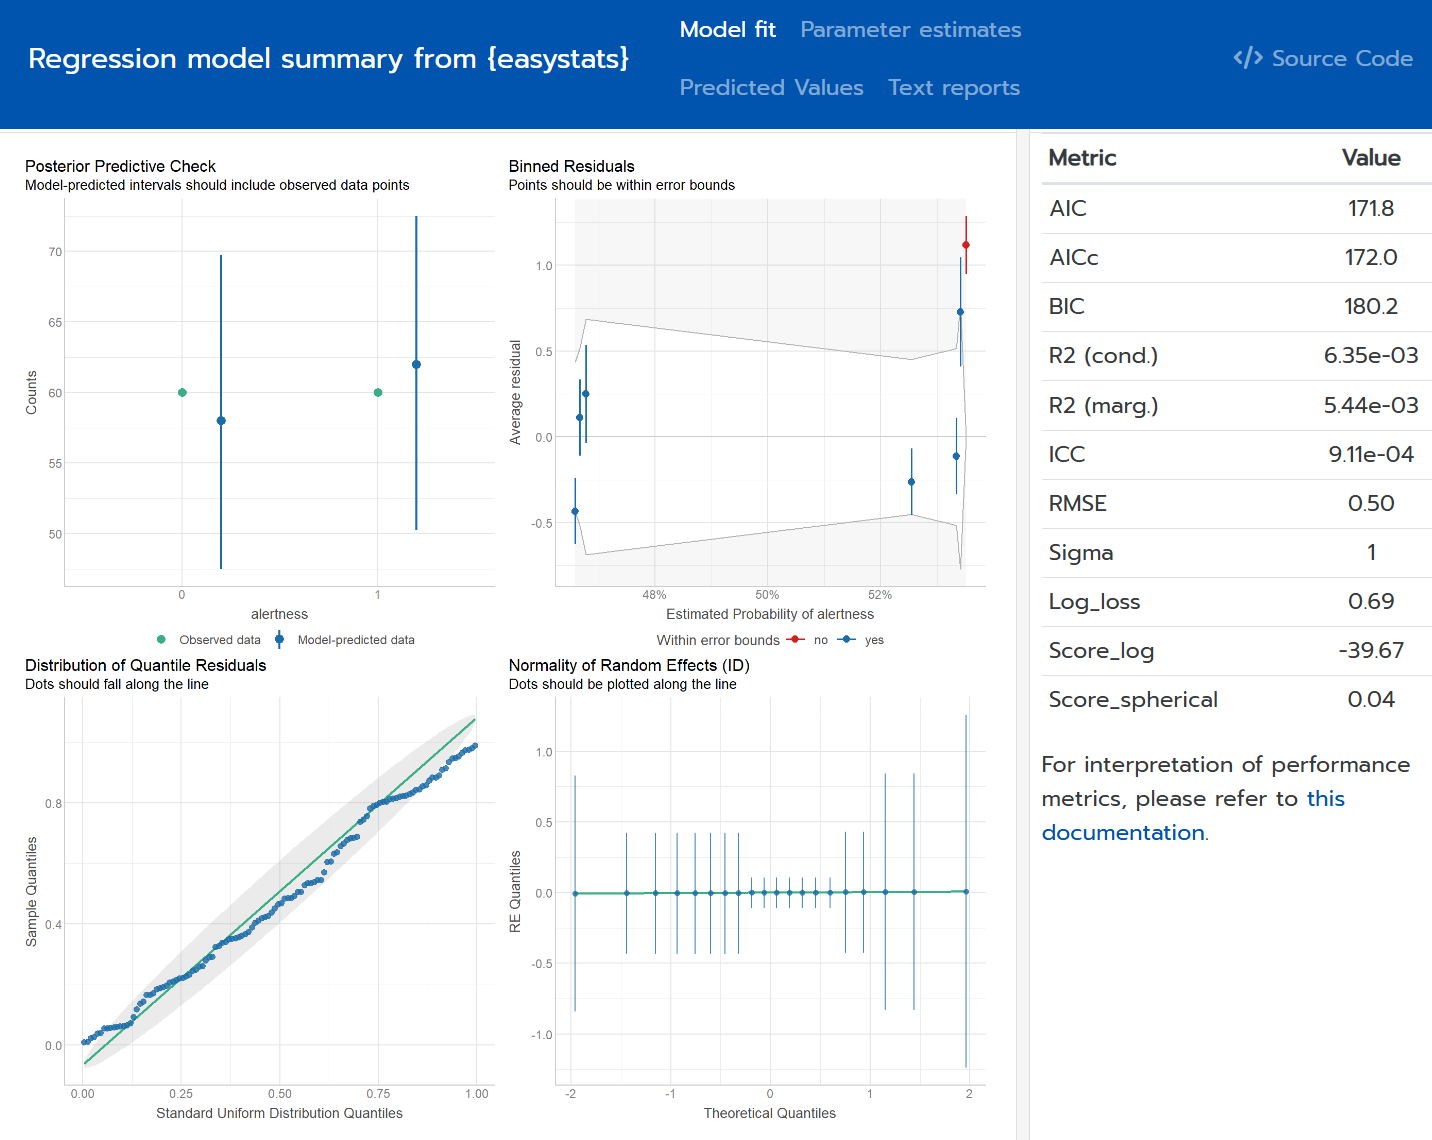 Regression model summary from {easystats}
Model fit Parameter estimates
Predicted Values Text reports
</> Source Code
Posterior Predictive Check
Model-predicted intervals should include observed data points
70
65
60
55
50
Counts
0 1
alertness
Observed data Model-predicted data
Binned Residuals
Points should be within error bounds
1.0
0.5
0.0
-0.5
Average residual
48% 50% 52%
Estimated Probability of alertness
Within error bounds no yes
Distribution of Quantile Residuals
Dots should fall along the line
0.8
0.4
0.0
Sample Quantiles
0.00 0.25 0.50 0.75 1.00
Standard Uniform Distribution Quantiles
Normality of Random Effects (ID)
Dots should be plotted along the line
1.0
0.5
0.0
-0.5
-1.0
RE Quantiles
-2 -1 0 1 2
Theoretical Quantiles
Metric Value
AIC 171.8
AICc 172.0
BIC 180.2
R2 (cond.) 6.35e-03
R2 (marg.) 5.44e-03
ICC 9.11e-04
RMSE 0.50
Sigma 1
Log_loss 0.69
Score_log -39.67
Score_spherical 0.04
For interpretation of performance
metrics, please refer to this
documentation.